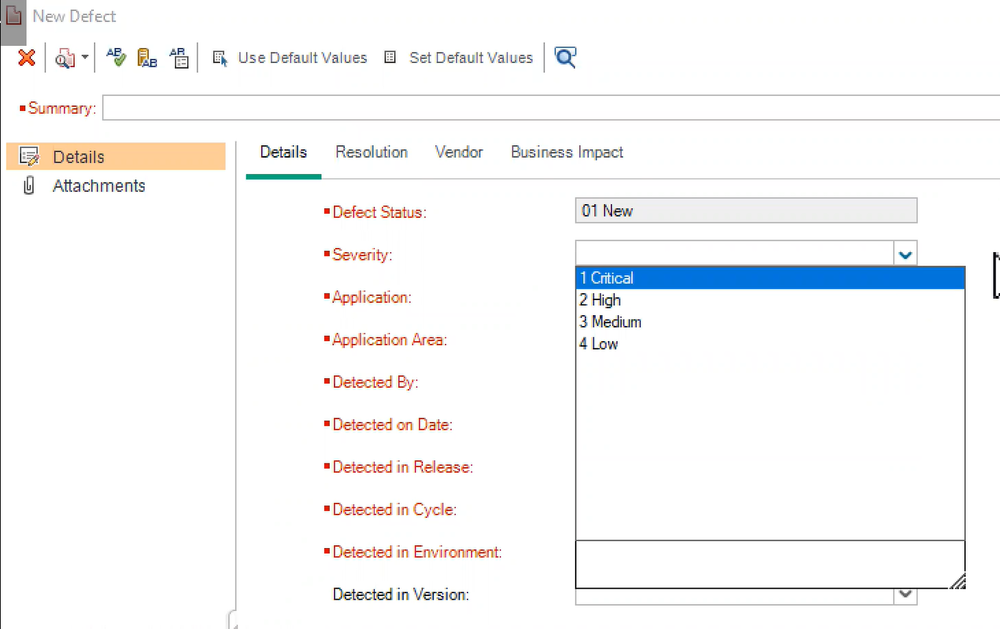 New Defect
Use Default Values Set Default Values
Summary:
Details
Attachments
Details Resolution Vendor Business Impact
Defect Status: 01 New
Severity:
1 Critical
2 High
3 Medium
4 Low
Application:
Application Area:
Detected By:
Detected on Date:
Detected in Release:
Detected in Cycle:
Detected in Environment:
Detected in Version: